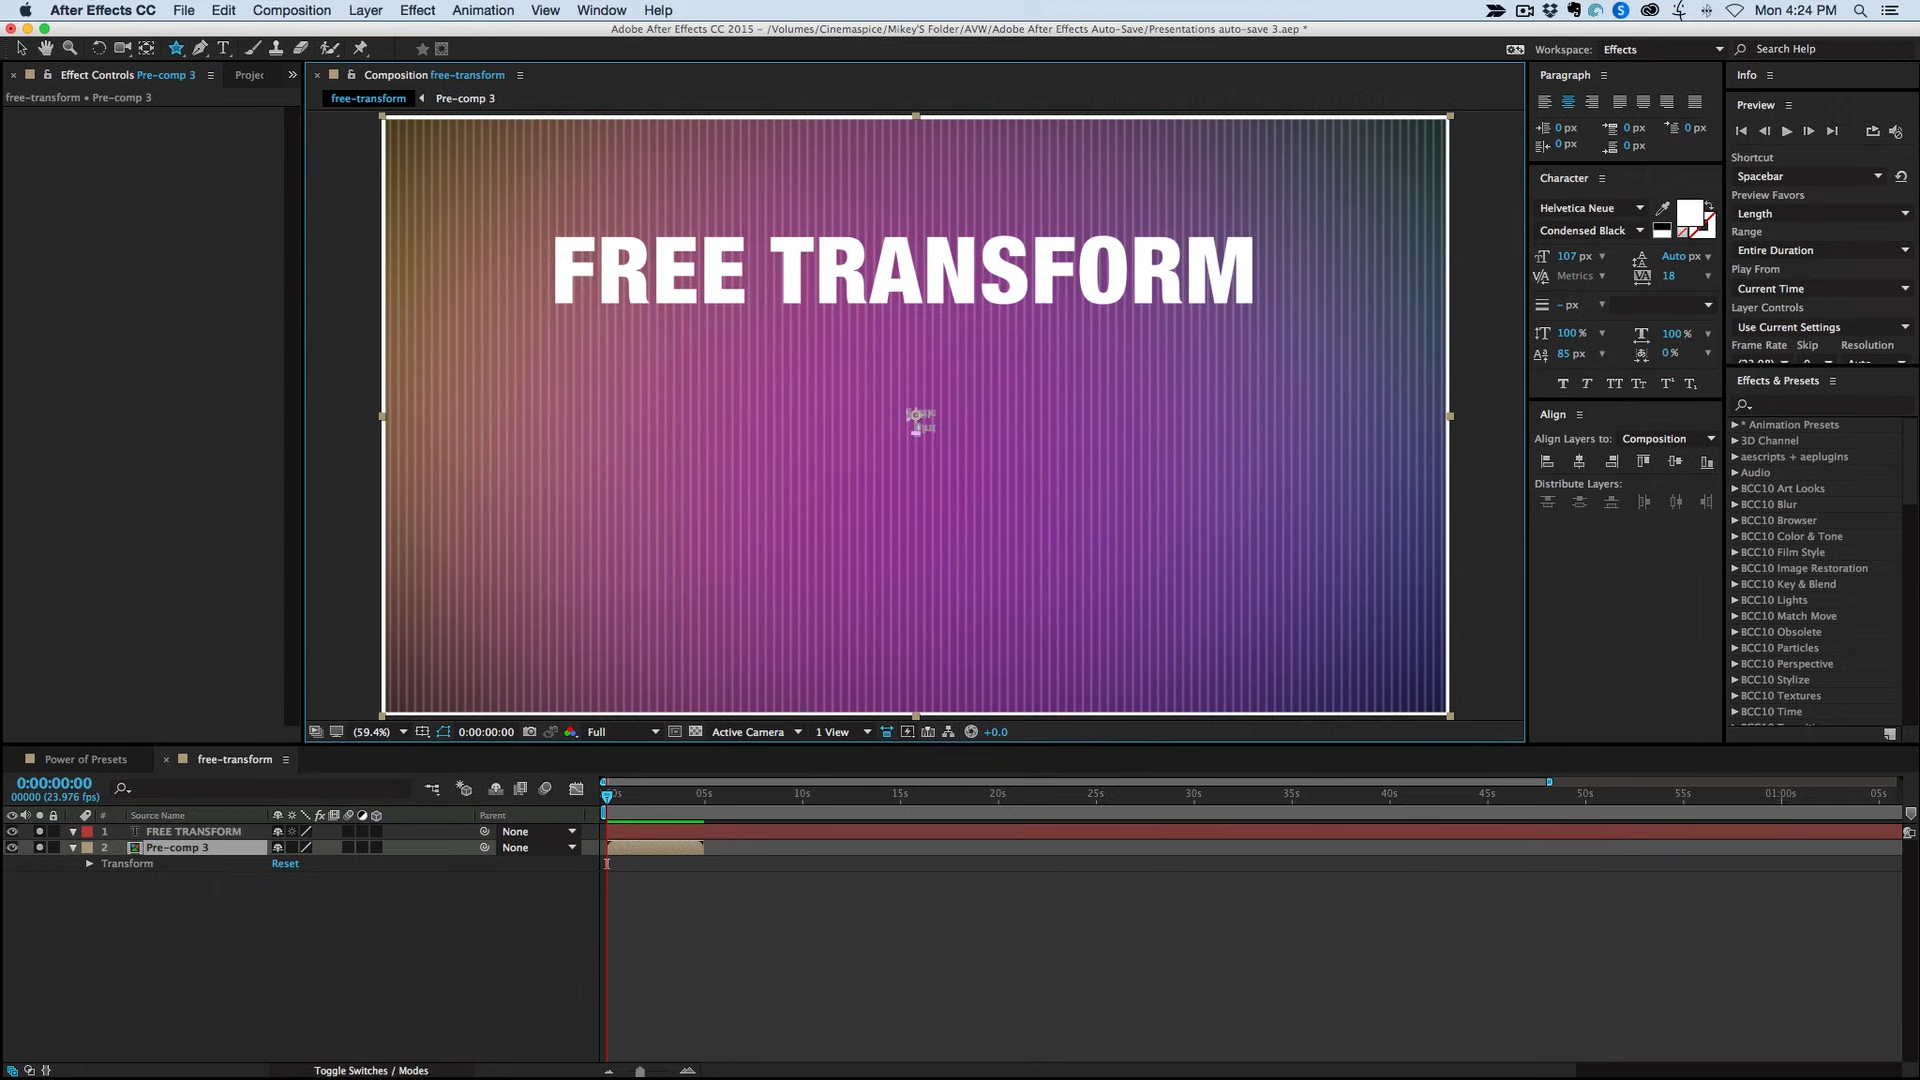 After Effects CC File Edit Composition Layer Effect Animation View Window Help
Mon 4:24 PM
Adobe After Effects CC 2015 - /Volumes/Cinemaspice/Mikey'S Folder/AVW/Adobe After Effects Auto-Save/Presentations auto-save 3.aep *
Workspace: Effects
Search Help
Effect Controls Pre-comp 3
Projec
free-transform • Pre-comp 3
Composition free-transform
free-transform
Pre-comp 3
FREE TRANSFORM
(59.4%)
0:00:00:00
Full
Active Camera
1 View
+0.0
Paragraph
0 px 0 px 0 px
0 px 0 px
Character
Helvetica Neue
Condensed Black
107 px Auto px
Metrics 18
- px
100 % 100 %
85 px 0 %
Align
Align Layers to: Composition
Distribute Layers:
Info
Preview
Shortcut
Spacebar
Preview Favors
Length
Range
Entire Duration
Play From
Current Time
Layer Controls
Use Current Settings
Frame Rate Skip Resolution
Effects & Presets
* Animation Presets
3D Channel
aescripts + aeplugins
Audio
BCC10 Art Looks
BCC10 Blur
BCC10 Browser
BCC10 Color & Tone
BCC10 Film Style
BCC10 Image Restoration
BCC10 Key & Blend
BCC10 Lights
BCC10 Match Move
BCC10 Obsolete
BCC10 Particles
BCC10 Perspective
BCC10 Stylize
BCC10 Textures
BCC10 Time
Power of Presets
free-transform
0:00:00:00
00000 (23.976 fps)
05s 10s 15s 20s 25s 30s 35s 40s 45s 50s 55s 01:00s 05s
# Source Name Parent
1 T FREE TRANSFORM None
2 Pre-comp 3 None
Transform Reset
Toggle Switches / Modes